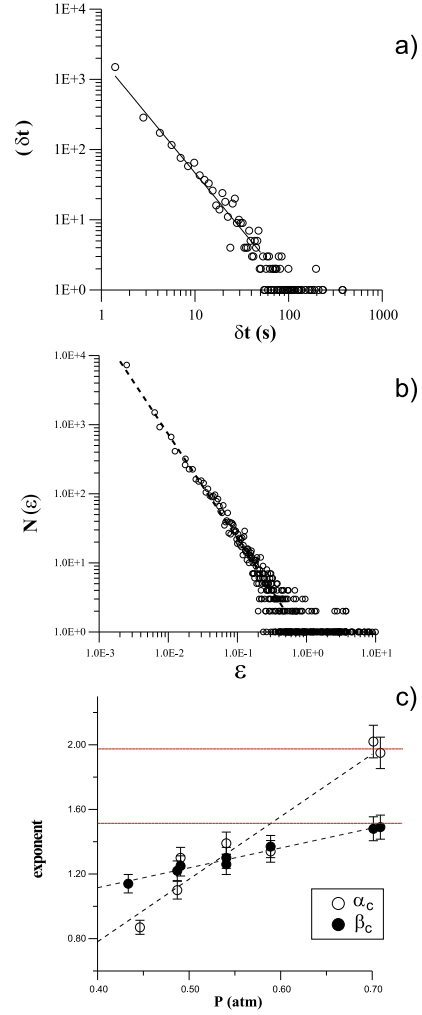 1E+4
a)
1E+3
( δt )
1E+2
1E+1
1E+0
1 10 100 1000
δt (s)
1.0E+4
b)
1.0E+3
N (ε)
1.0E+2
1.0E+1
1.0E+0
1.0E-3 1.0E-2 1.0E-1 1.0E+0 1.0E+1
ε
c)
2.00
1.60
exponent
1.20
0.80
αc
βc
0.40 0.50 0.60 0.70
P (atm)